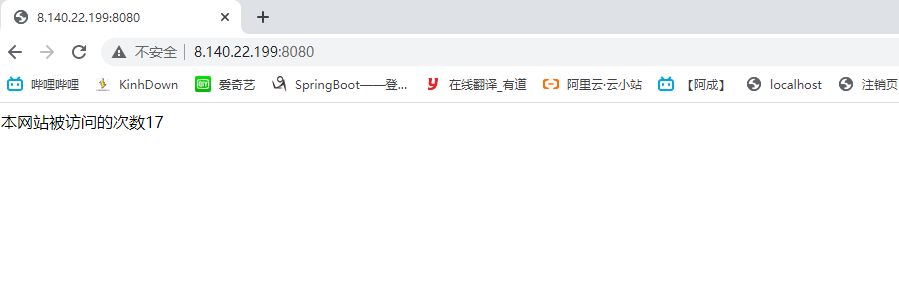 8.140.22.199:8080
不安全 8.140.22.199:8080
哔哩哔哩 KinhDown 爱奇艺 SpringBoot——登... 在线翻译_有道 阿里云·云小站 【阿成】 localhost 注销页
本网站被访问的次数17